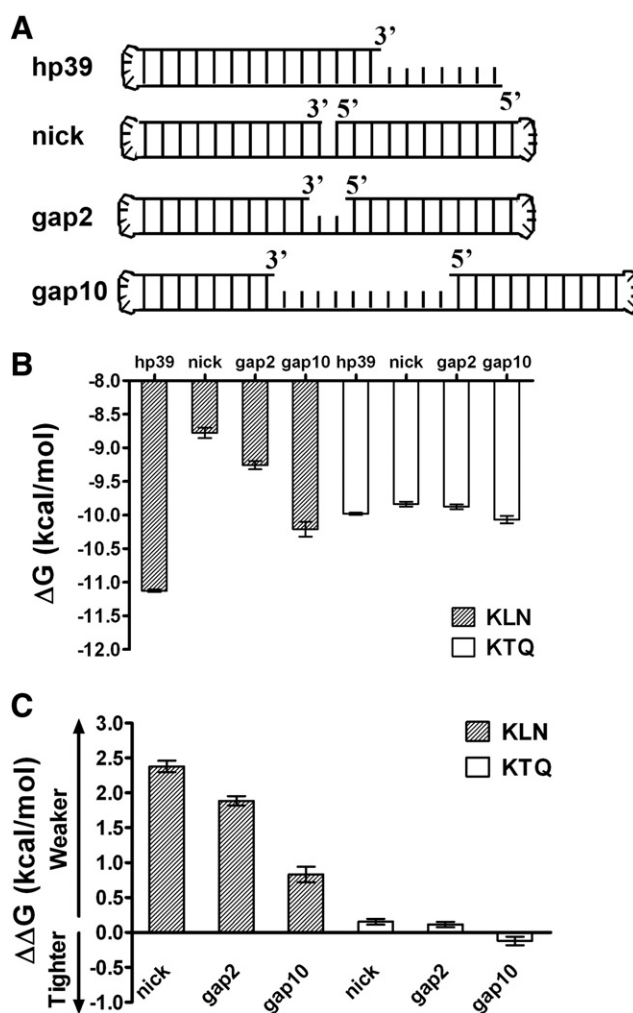 A
hp39 3’
5’
nick 3’ 5’
gap2 3’ 5’
gap10 3’ 5’
B
hp39 nick gap2 gap10 hp39 nick gap2 gap10
-8.0
-8.5
-9.0
-9.5
-10.0
-10.5
-11.0
-11.5
-12.0
ΔG (kcal/mol)
KLN
KTQ
C
3.0
2.5
2.0
1.5
1.0
0.5
0.0
-0.5
-1.0
ΔΔG (kcal/mol)
Weaker
Tighter
KLN
KTQ
nick gap2 gap10 nick gap2 gap10